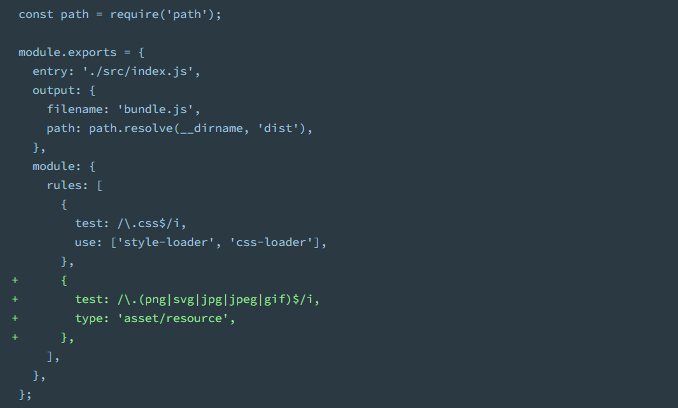 const path = require('path');

module.exports = {
  entry: './src/index.js',
  output: {
    filename: 'bundle.js',
    path: path.resolve(__dirname, 'dist'),
  },
  module: {
    rules: [
      {
        test: /\.css$/i,
        use: ['style-loader', 'css-loader'],
      },
+      {
+        test: /\.(png|svg|jpg|jpeg|gif)$/i,
+        type: 'asset/resource',
+      },
    ],
  },
};